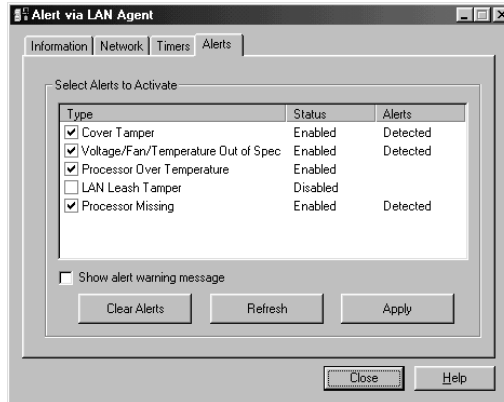 Alert via LAN Agent
Information Network Timers Alerts
Select Alerts to Activate
Type Status Alerts
Cover Tamper Enabled Detected
Voltage/Fan/Temperature Out of Spec Enabled Detected
Processor Over Temperature Enabled
LAN Leash Tamper Disabled
Processor Missing Enabled Detected
Show alert warning message
Clear Alerts Refresh Apply
Close Help